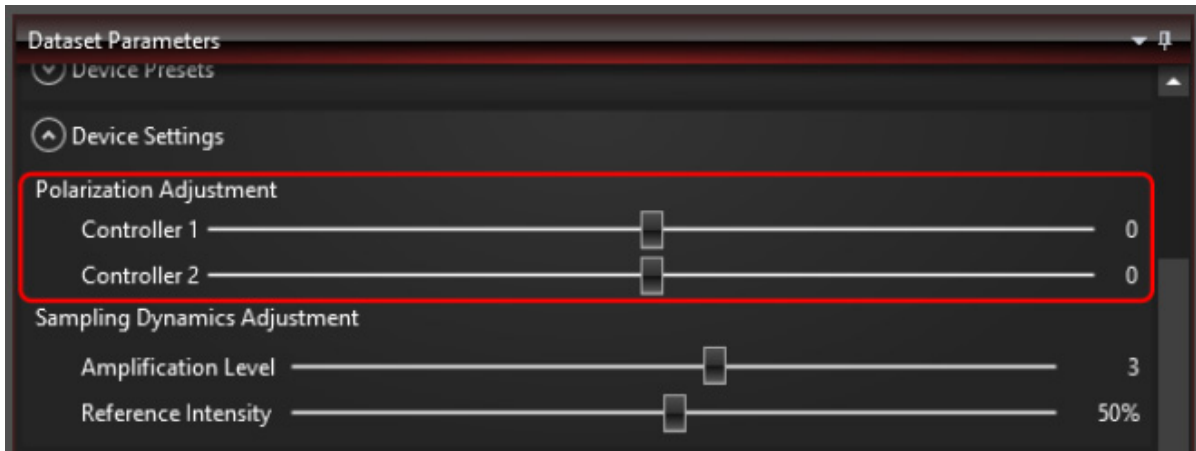 Dataset Parameters
Device Presets
Device Settings
Polarization Adjustment
Controller 1 0
Controller 2 0
Sampling Dynamics Adjustment
Amplification Level 3
Reference Intensity 50%